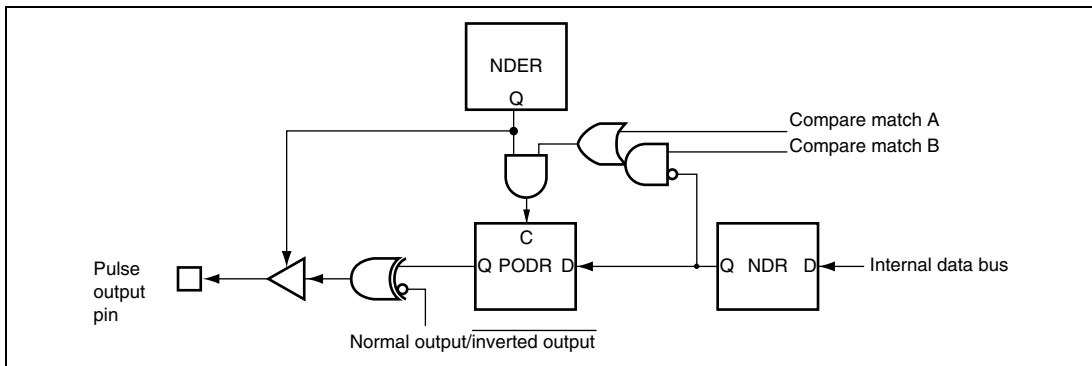 NDER
Q
Compare match A
Compare match B
C
Q PODR D
Q NDR D
Internal data bus
Pulse
output
pin
Normal output/inverted output